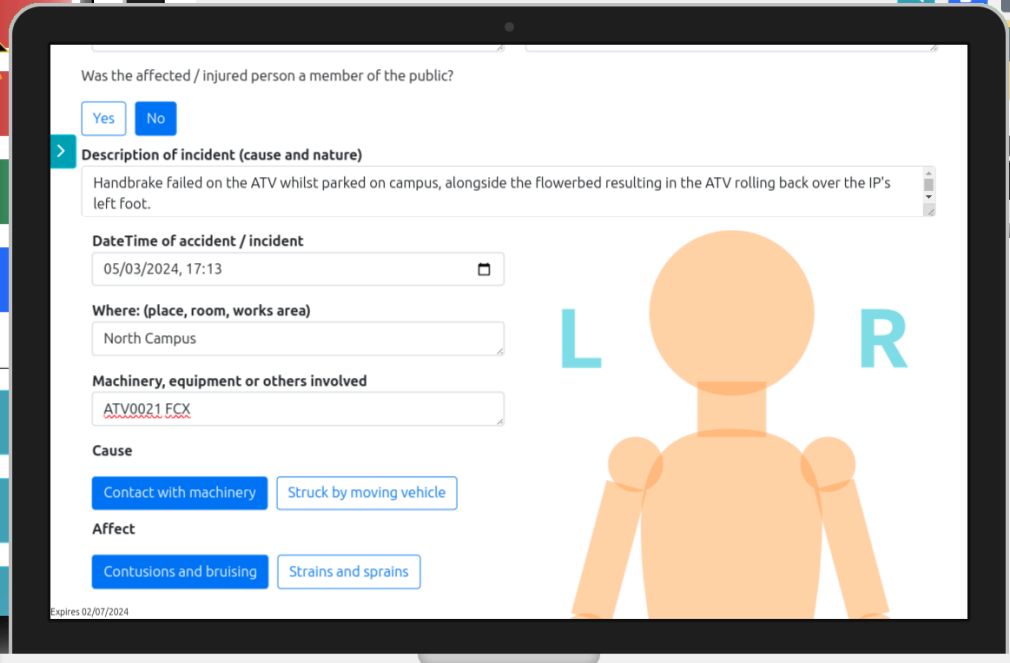 Was the affected / injured person a member of the public?
Yes No
Description of incident (cause and nature)
Handbrake failed on the ATV whilst parked on campus, alongside the flowerbed resulting in the ATV rolling back over the IP's
left foot.
DateTime of accident / incident
05/03/2024, 17:13
Where: (place, room, works area)
North Campus
L R
Machinery, equipment or others involved
ATV0021 FCX
Cause
Contact with machinery Struck by moving vehicle
Affect
Contusions and bruising Strains and sprains
Expires 02/07/2024